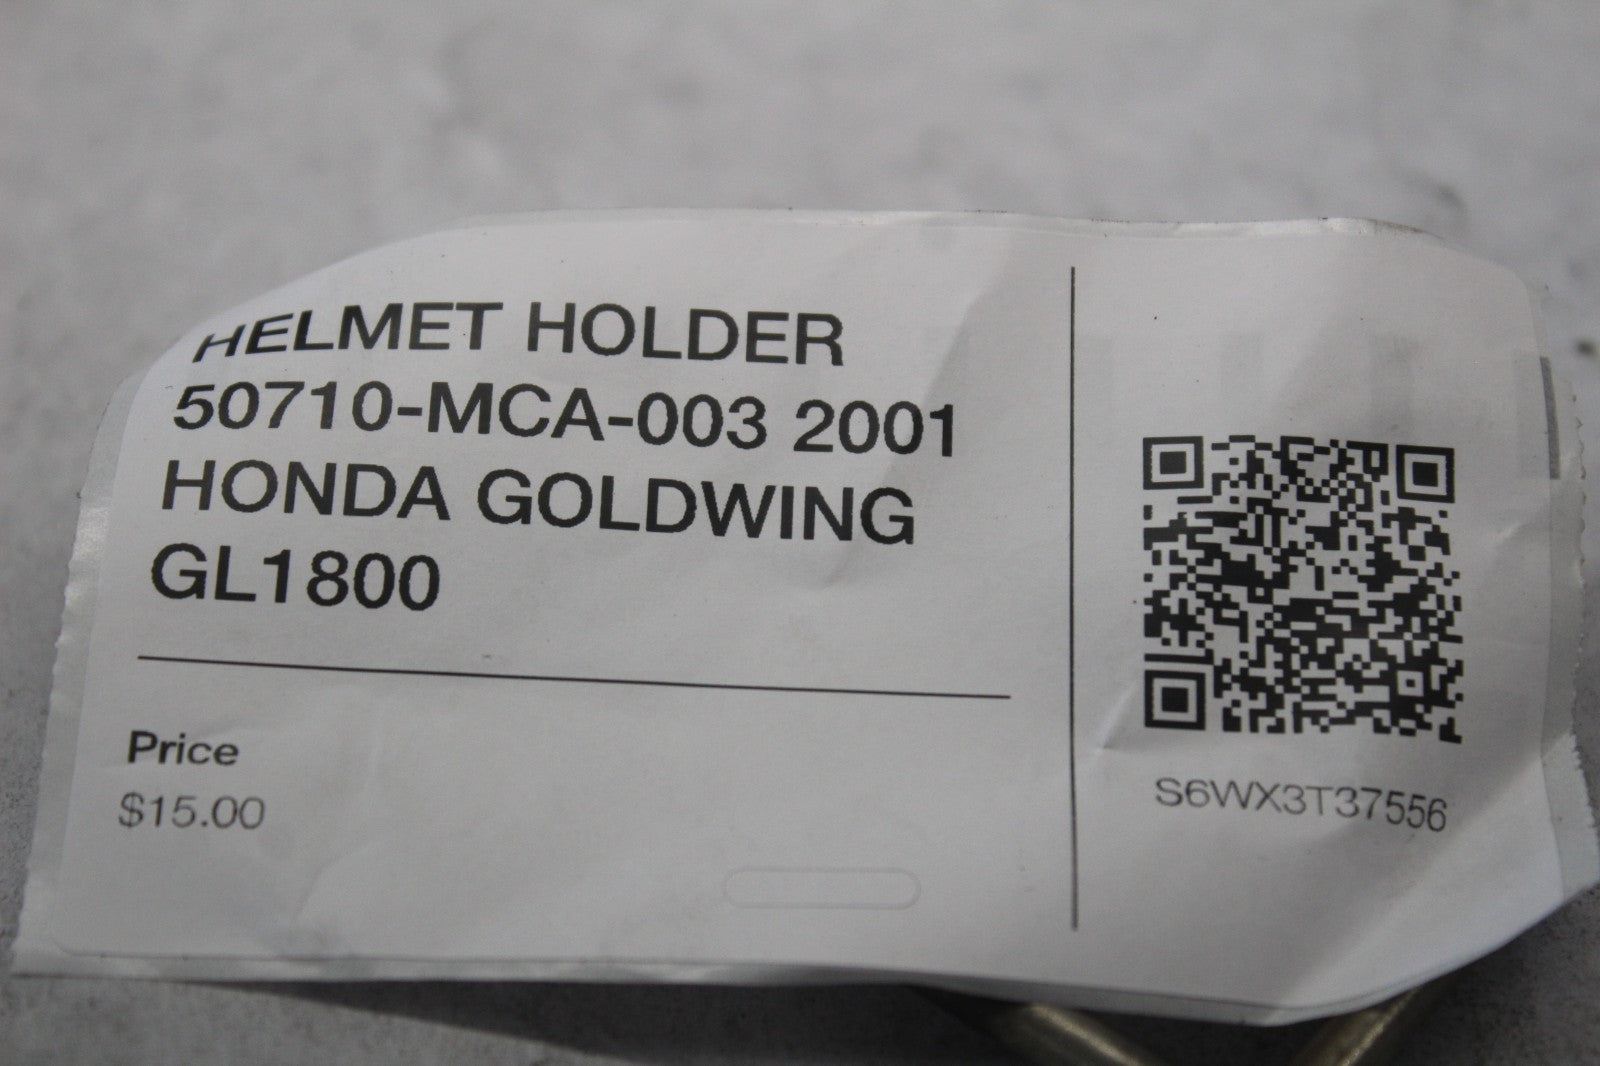 HELMET HOLDER
50710-MCA-003 2001
HONDA GOLDWING
GL1800
Price
$15.00
S6WX3T37556